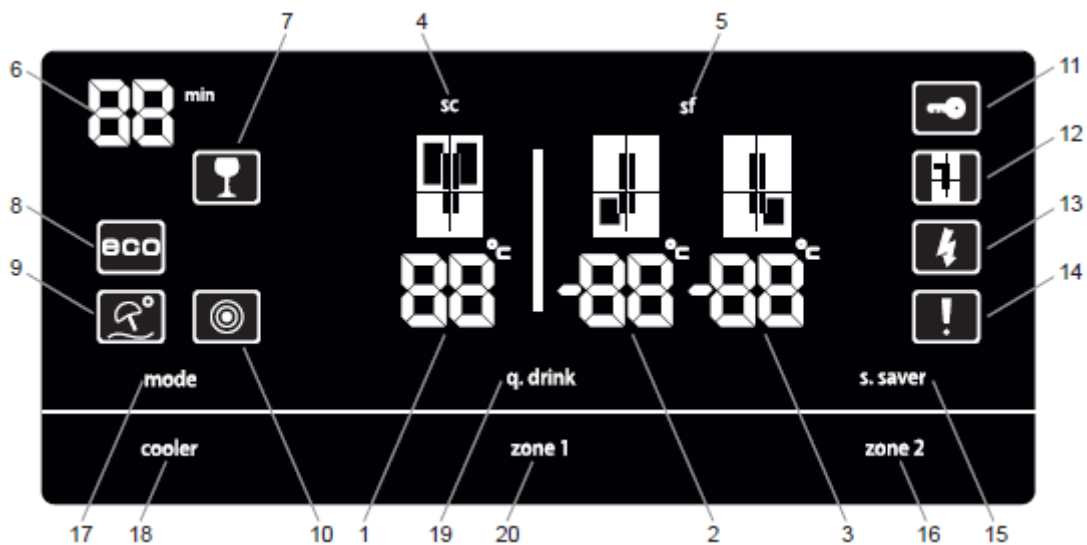 7 4 5
6 88 min sc sf 11
12
8 eco °c °c °c 13
9 88 -88 -88 14
mode q. drink s. saver
cooler zone 1 zone 2
17 18 10 1 19 20 2 3 16 15